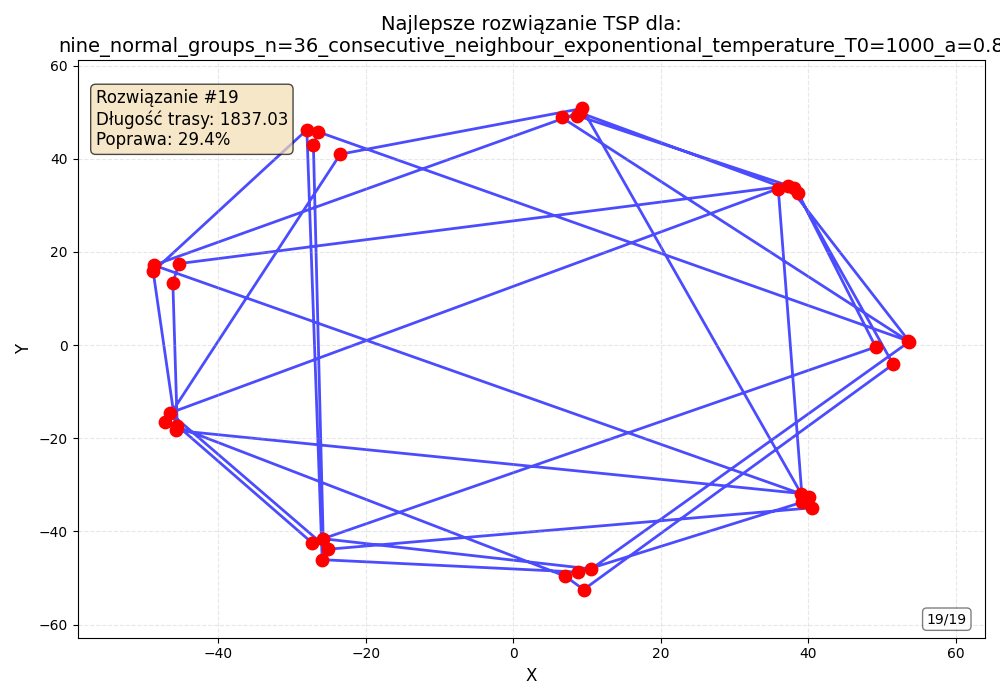 Najlepsze rozwiązanie TSP dla:
nine_normal_groups_n=36_consecutive_neighbour_exponentional_temperature_T0=1000_a=0.8
Rozwiązanie #19
Długość trasy: 1837.03
Poprawa: 29.4%
60
40
20
0
−20
−40
−60
Y
19/19
−40
−20
0
20
40
60
X